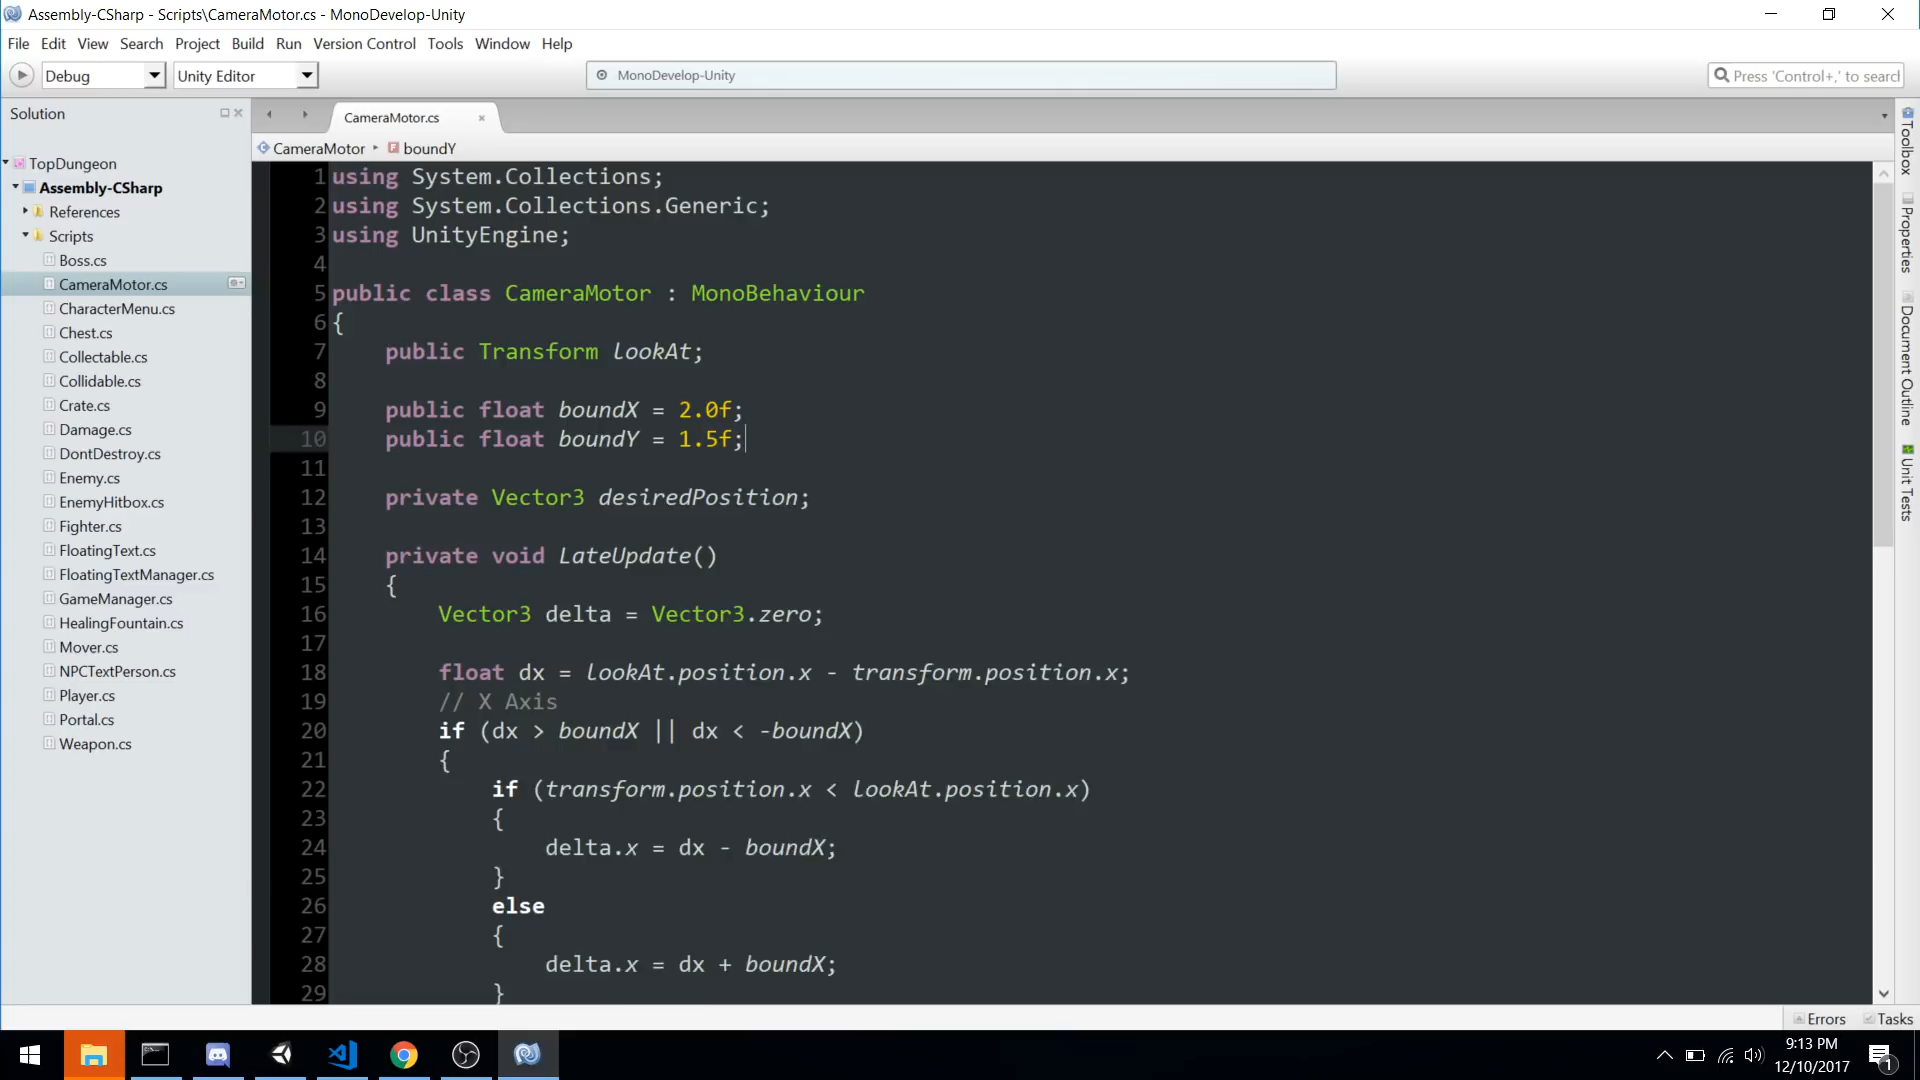 Assembly-CSharp - Scripts\CameraMotor.cs - MonoDevelop-Unity
File Edit View Search Project Build Run Version Control Tools Window Help
Debug Unity Editor MonoDevelop-Unity Press 'Control+,' to search
Solution
CameraMotor.cs
CameraMotor boundY
TopDungeon
Assembly-CSharp
References
Scripts
Boss.cs
CameraMotor.cs
CharacterMenu.cs
Chest.cs
Collectable.cs
Collidable.cs
Crate.cs
Damage.cs
DontDestroy.cs
Enemy.cs
EnemyHitbox.cs
Fighter.cs
FloatingText.cs
FloatingTextManager.cs
GameManager.cs
HealingFountain.cs
Mover.cs
NPCTextPerson.cs
Player.cs
Portal.cs
Weapon.cs
1 using System.Collections;
2 using System.Collections.Generic;
3 using UnityEngine;
4
5 public class CameraMotor : MonoBehaviour
6 {
7 public Transform lookAt;
8
9 public float boundX = 2.0f;
10 public float boundY = 1.5f;
11
12 private Vector3 desiredPosition;
13
14 private void LateUpdate()
15 {
16 Vector3 delta = Vector3.zero;
17
18 float dx = lookAt.position.x - transform.position.x;
19 // X Axis
20 if (dx > boundX || dx < -boundX)
21 {
22 if (transform.position.x < lookAt.position.x)
23 {
24 delta.x = dx - boundX;
25 }
26 else
27 {
28 delta.x = dx + boundX;
29 }
Toolbox
Properties
Document Outline
Unit Tests
Errors Tasks
9:13 PM
12/10/2017
1